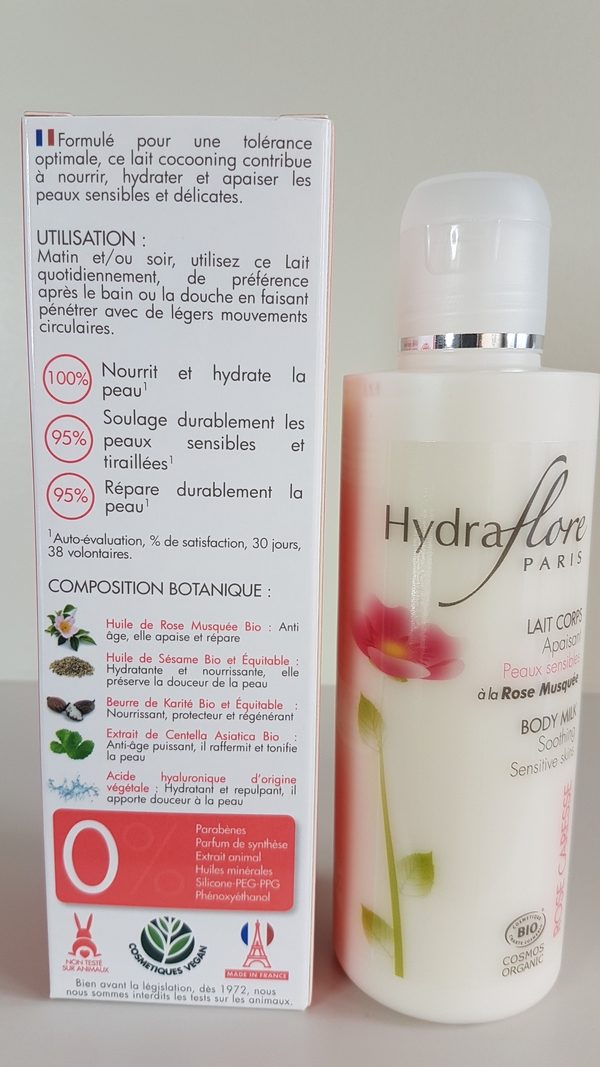 Formulé pour une tolérance
optimale, ce lait cocooning contribue
à nourrir, hydrater et apaiser les
peaux sensibles et délicates.
UTILISATION :
Matin et/ou soir, utilisez ce Lait
quotidiennement, de préférence
après le bain ou la douche en faisant
pénétrer avec de légers mouvements
circulaires.
100% Nourrit et hydrate la
peau¹
95% Soulage durablement les
peaux sensibles et
tiraillées¹
95% Répare durablement la
peau¹
¹Auto-évaluation, % de satisfaction, 30 jours,
38 volontaires.
COMPOSITION BOTANIQUE :
Huile de Rose Musquée Bio : Anti
âge, elle apaise et répare
Huile de Sésame Bio et Équitable :
Hydratante et nourrissante, elle
préserve la douceur de la peau
Beurre de Karité Bio et Équitable :
Nourrissant, protecteur et régénérant
Extrait de Centella Asiatica Bio :
Anti-âge puissant, il raffermit et tonifie
la peau
Acide hyaluronique d'origine
végétale : Hydratant et repulpant, il
apporte douceur à la peau
0%
Parabènes
Parfum de synthèse
Extrait animal
Huiles minérales
Silicone-PEG-PPG
Phénoxyéthanol
NON TESTÉ
SUR ANIMAUX
COSMETIQUES VEGAN
MADE IN FRANCE
Bien avant la législation, dès 1972, nous
nous sommes interdits les tests sur les animaux.
Hydraflore
PARIS
LAIT CORPS
Apaisant
Peaux sensibles
à la Rose Musquée
BODY MILK
Soothing
Sensitive skins
ROSE CARESSE
COSMETIQUE
BIO
COSMOS
ORGANIC